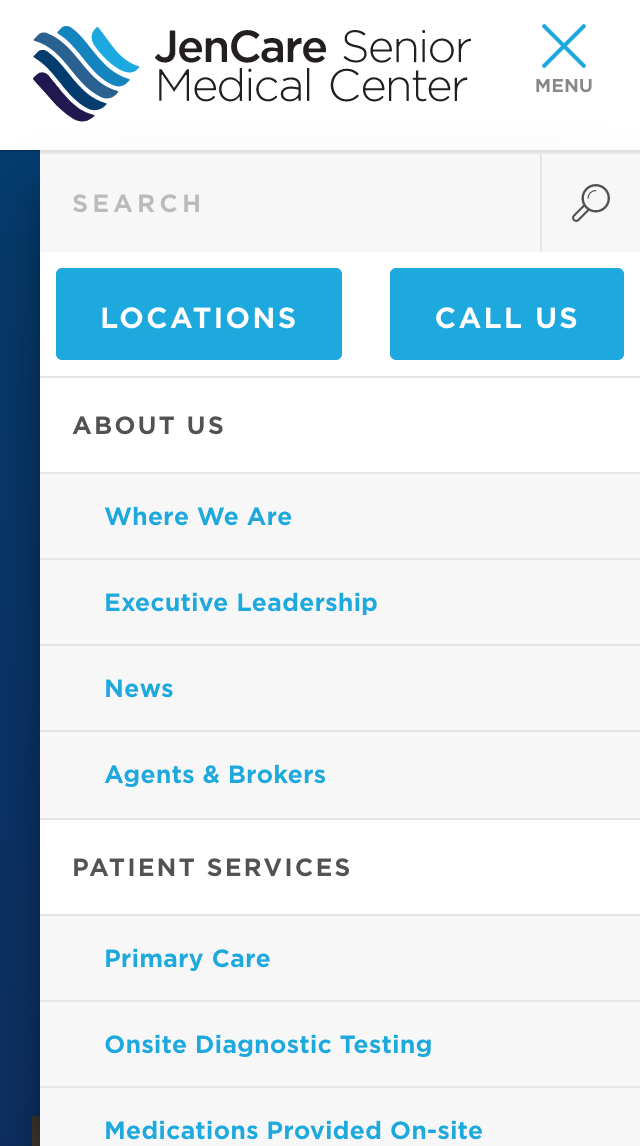 JenCare Senior
Medical Center
MENU
SEARCH
LOCATIONS
CALL US
ABOUT US
Where We Are
Executive Leadership
News
Agents & Brokers
PATIENT SERVICES
Primary Care
Onsite Diagnostic Testing
Medications Provided On-site